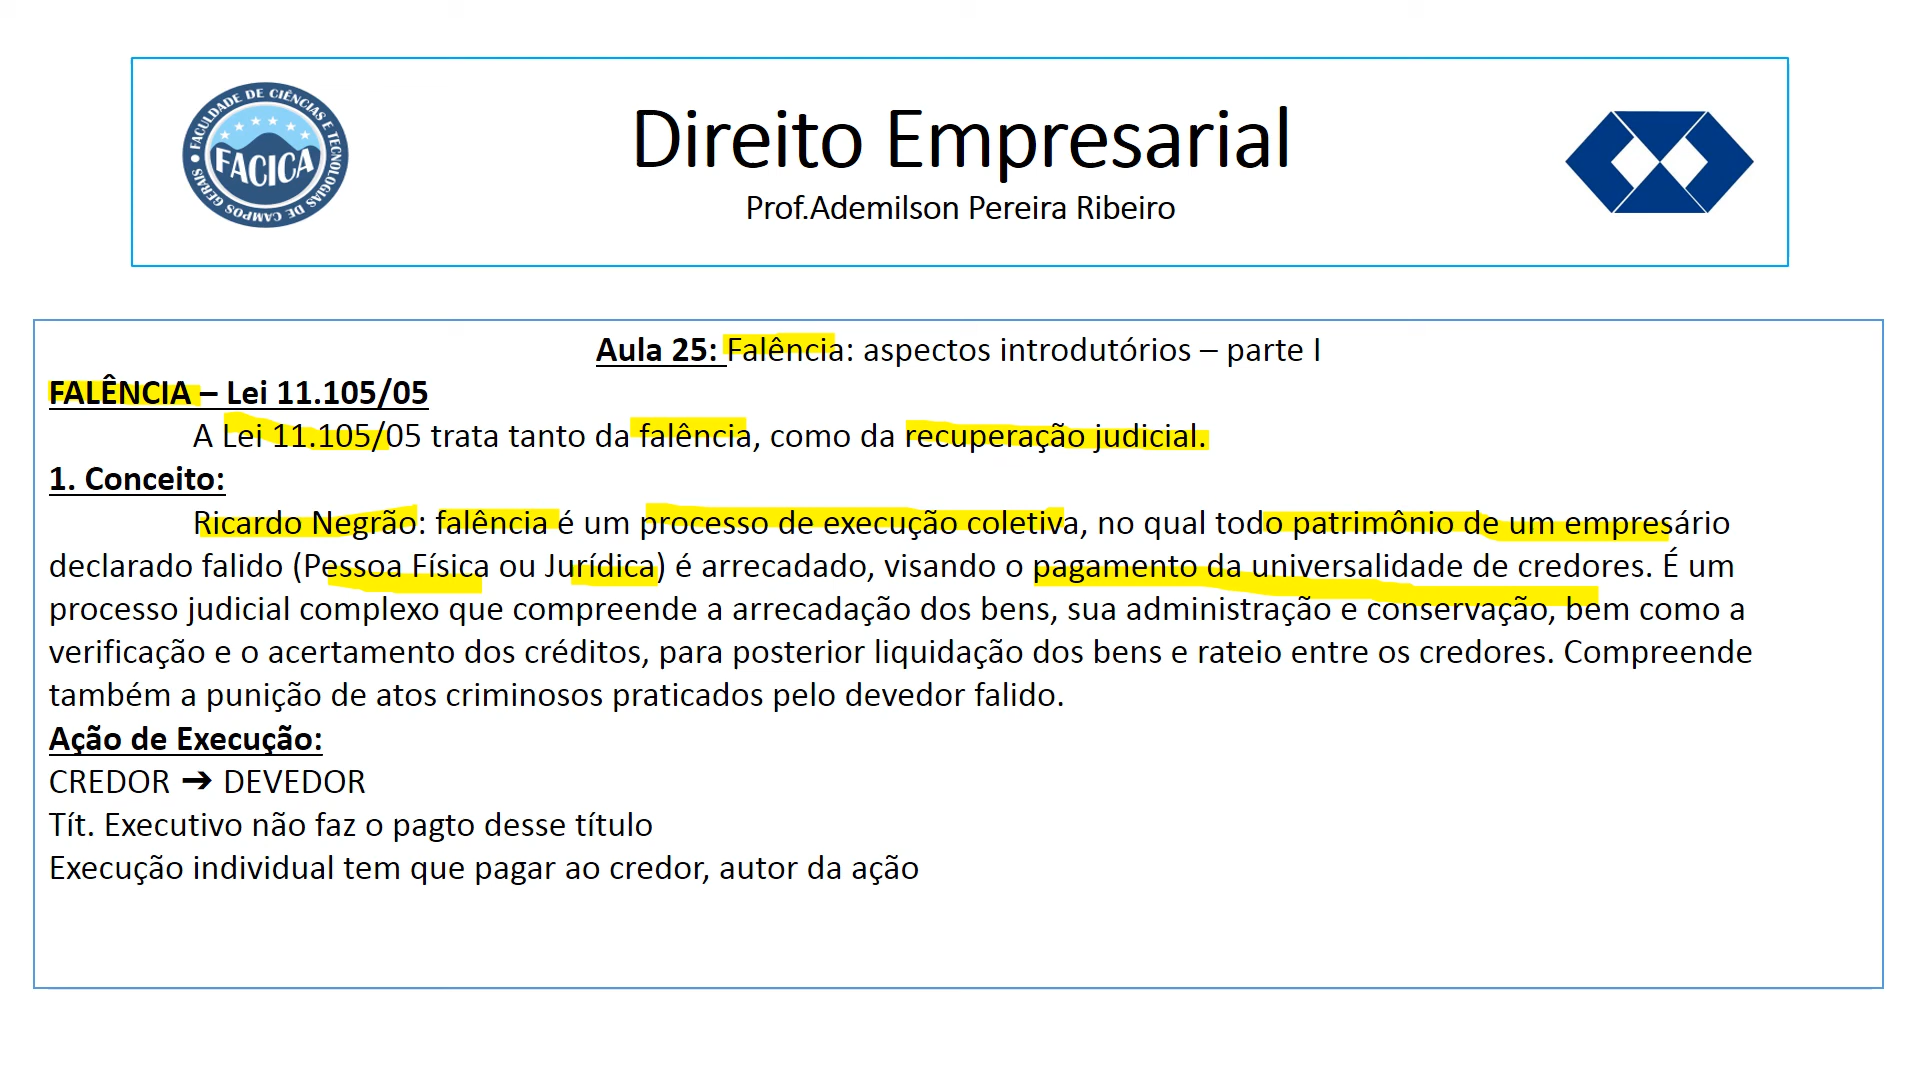 FACULDADE DE CIÊNCIAS E TECNOLOGIAS DE CAMPOS GERAIS
FACICA
Direito Empresarial
Prof.Ademilson Pereira Ribeiro
Aula 25: Falência: aspectos introdutórios – parte I
FALÊNCIA – Lei 11.105/05
A Lei 11.105/05 trata tanto da falência, como da recuperação judicial.
1. Conceito:
Ricardo Negrão: falência é um processo de execução coletiva, no qual todo patrimônio de um empresário
declarado falido (Pessoa Física ou Jurídica) é arrecadado, visando o pagamento da universalidade de credores. É um
processo judicial complexo que compreende a arrecadação dos bens, sua administração e conservação, bem como a
verificação e o acertamento dos créditos, para posterior liquidação dos bens e rateio entre os credores. Compreende
também a punição de atos criminosos praticados pelo devedor falido.
Ação de Execução:
CREDOR ➔ DEVEDOR
Tít. Executivo não faz o pagto desse título
Execução individual tem que pagar ao credor, autor da ação